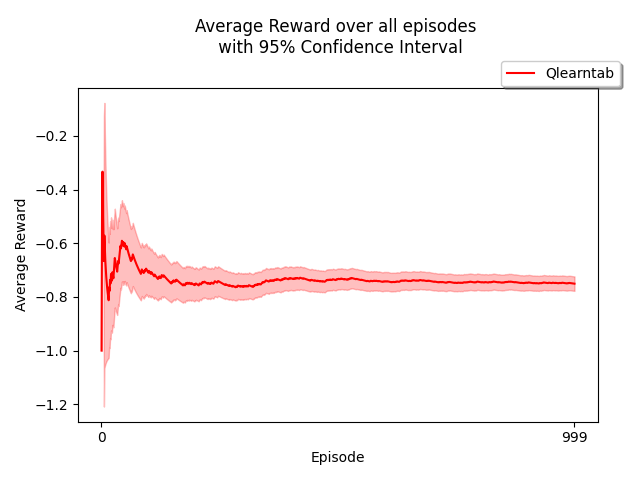 Average Reward over all episodes
with 95% Confidence Interval
Qlearntab
−0.2
−0.4
−0.6
−0.8
−1.0
−1.2
Average Reward
0
999
Episode